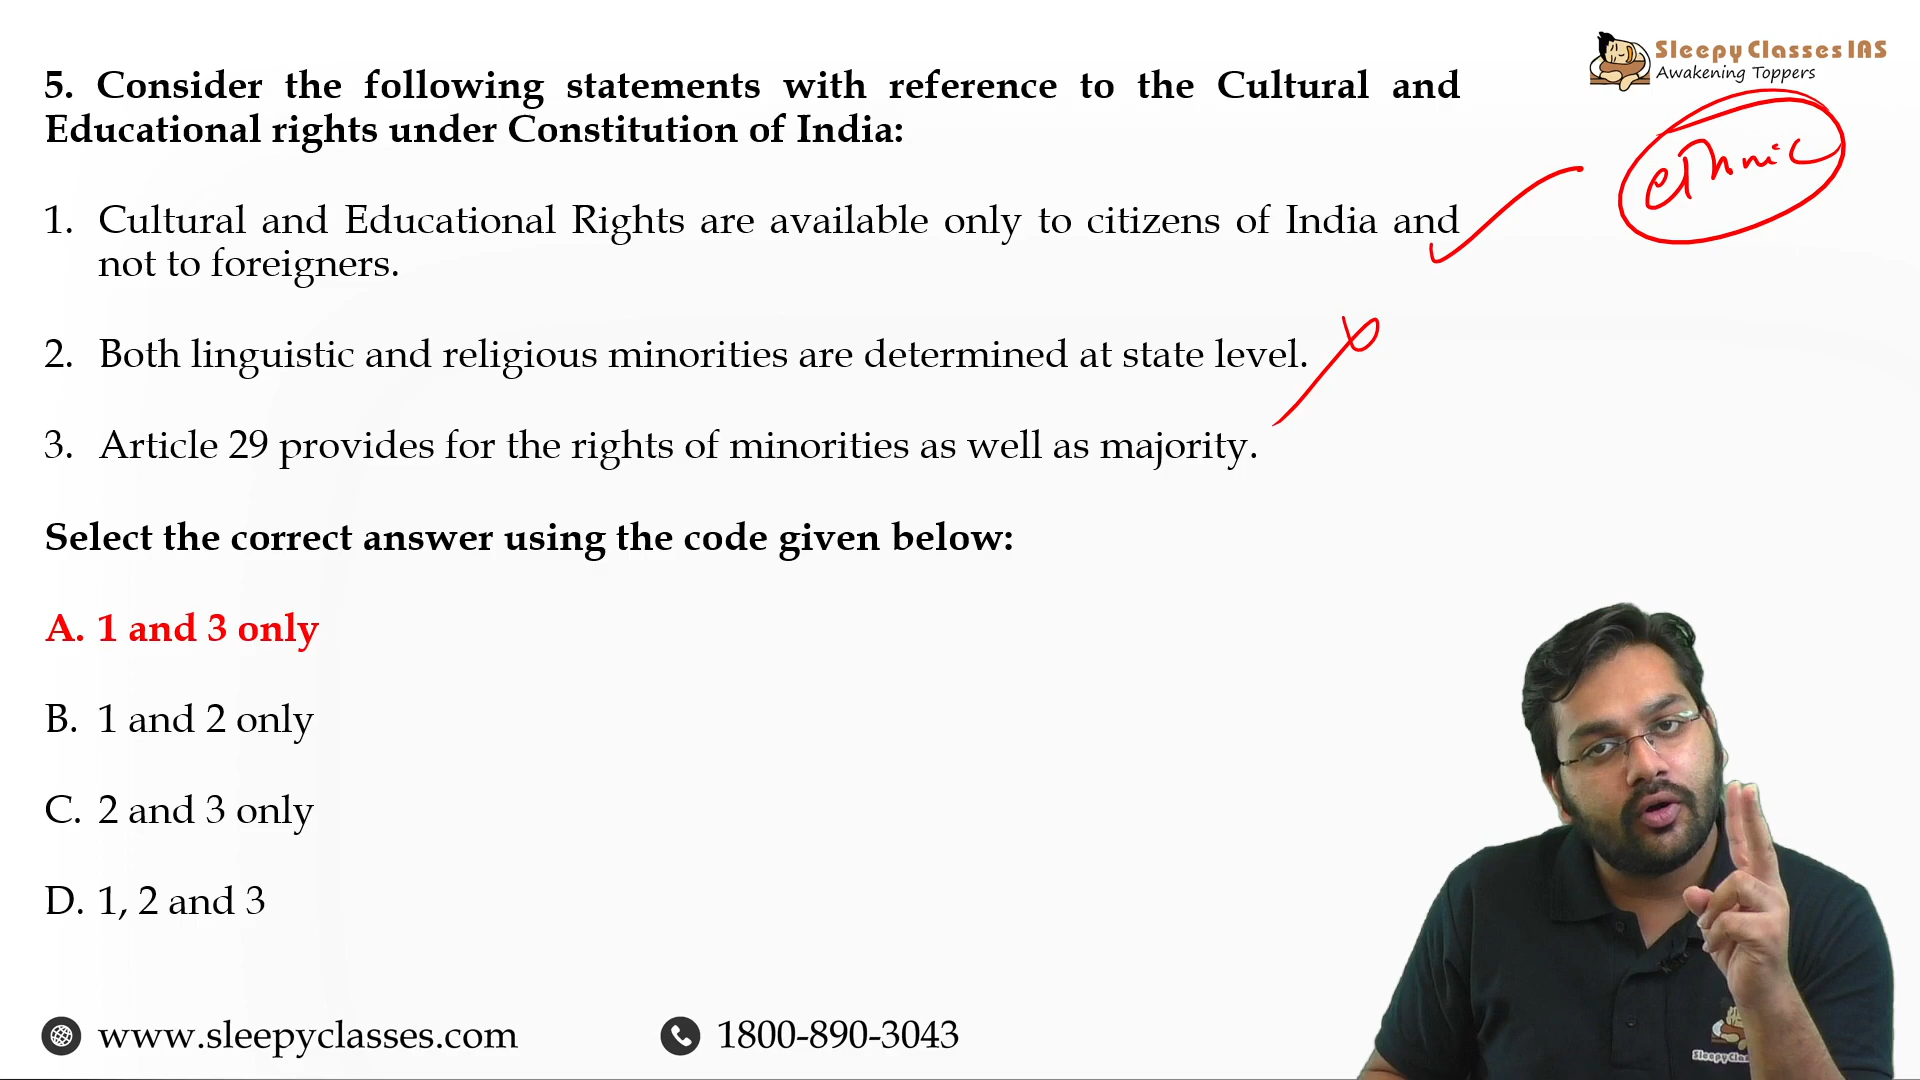 Sleepy Classes IAS
Awakening Toppers
5. Consider the following statements with reference to the Cultural and
Educational rights under Constitution of India:
ethnic
1. Cultural and Educational Rights are available only to citizens of India and
not to foreigners.
2. Both linguistic and religious minorities are determined at state level.
3. Article 29 provides for the rights of minorities as well as majority.
Select the correct answer using the code given below:
A. 1 and 3 only
B. 1 and 2 only
C. 2 and 3 only
D. 1, 2 and 3
www.sleepyclasses.com
1800-890-3043